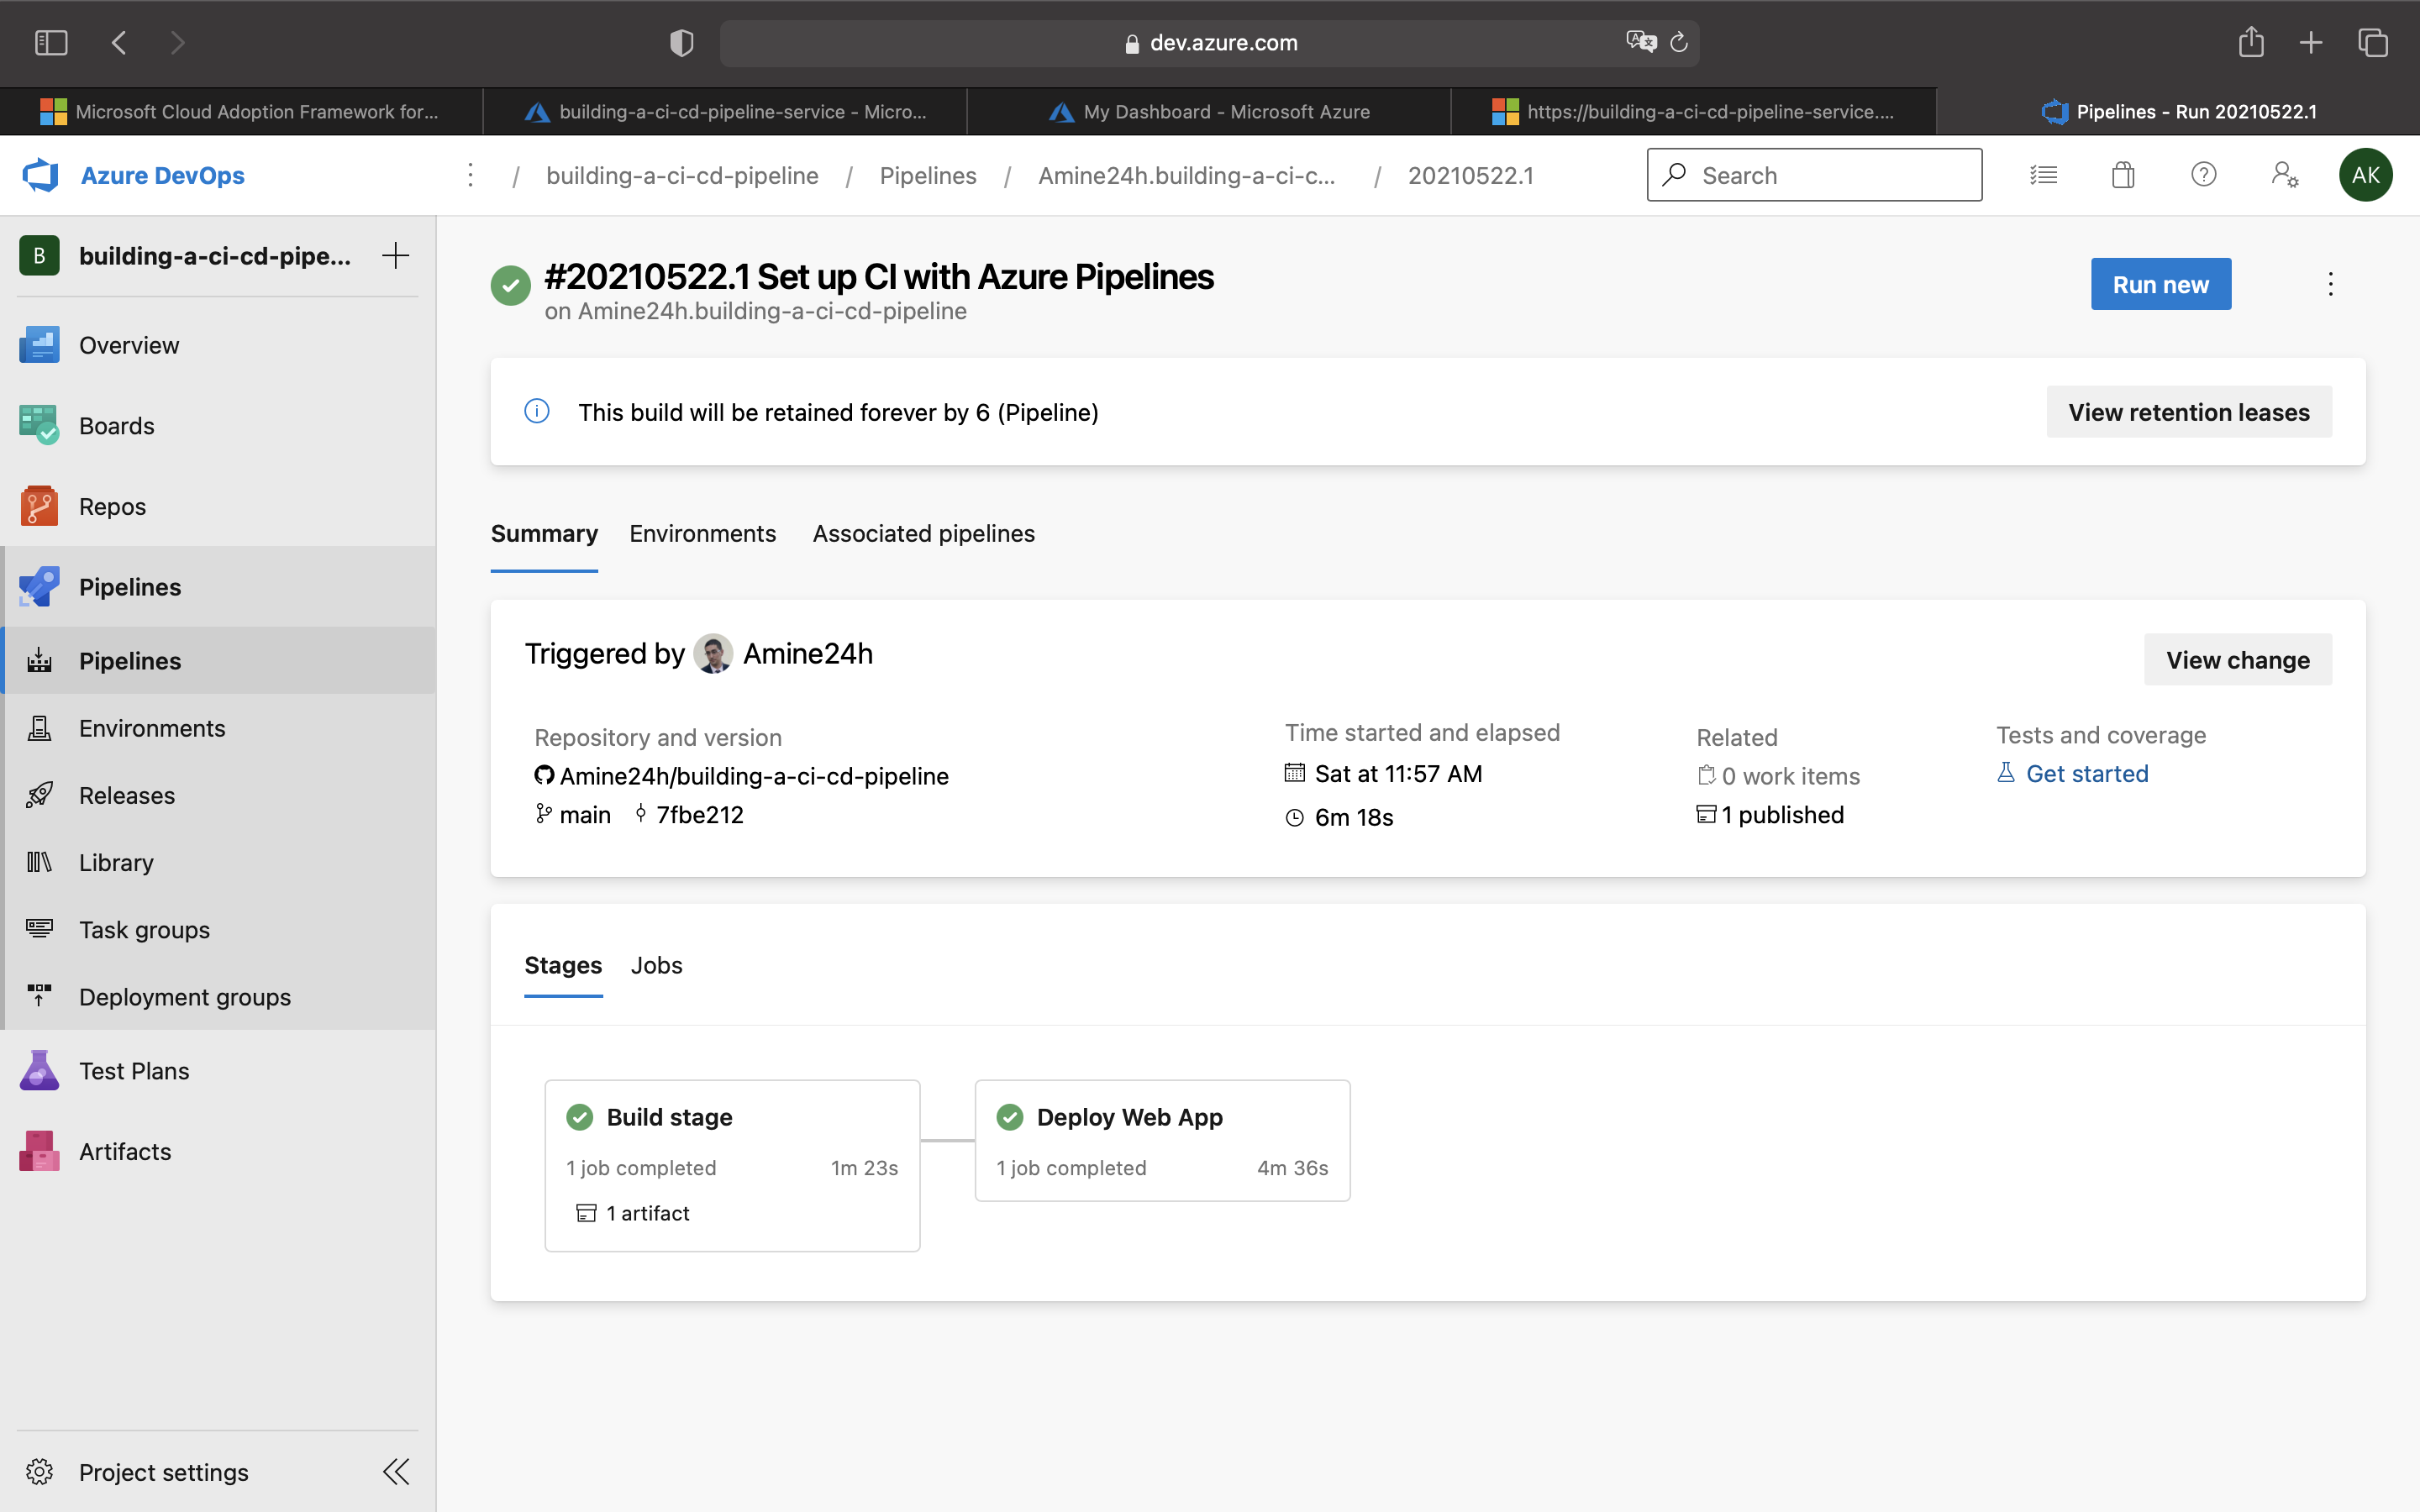 dev.azure.com
Microsoft Cloud Adoption Framework for...
building-a-ci-cd-pipeline-service - Micro...
My Dashboard - Microsoft Azure
https://building-a-ci-cd-pipeline-service....
Pipelines - Run 20210522.1
Azure DevOps
/ building-a-ci-cd-pipeline / Pipelines / Amine24h.building-a-ci-c... / 20210522.1
Search
AK
B building-a-ci-cd-pipe...
Overview
Boards
Repos
Pipelines
Pipelines
Environments
Releases
Library
Task groups
Deployment groups
Test Plans
Artifacts
Project settings
#20210522.1 Set up CI with Azure Pipelines
on Amine24h.building-a-ci-cd-pipeline
Run new
This build will be retained forever by 6 (Pipeline)
View retention leases
Summary Environments Associated pipelines
Triggered by Amine24h
View change
Repository and version
Amine24h/building-a-ci-cd-pipeline
main 7fbe212
Time started and elapsed
Sat at 11:57 AM
6m 18s
Related
0 work items
1 published
Tests and coverage
Get started
Stages Jobs
Build stage
1 job completed 1m 23s
1 artifact
Deploy Web App
1 job completed 4m 36s